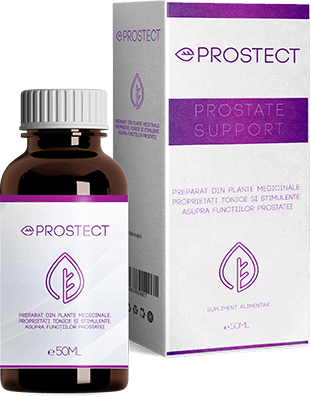 PROSTECT
PROSTATE
SUPPORT
PREPARAT DIN PLANTE MEDICINALE,
PROPRIETĂȚI TONICE ȘI STIMULENTE
ASUPRA FUNCȚIILOR PROSTATEI
SUPLIMENT ALIMENTAR
℮50ML
PROSTECT
PREPARAT DIN PLANTE MEDICINALE,
PROPRIETĂȚI TONICE ȘI STIMULENTE
ASUPRA FUNCȚIILOR PROSTATEI
℮50ML